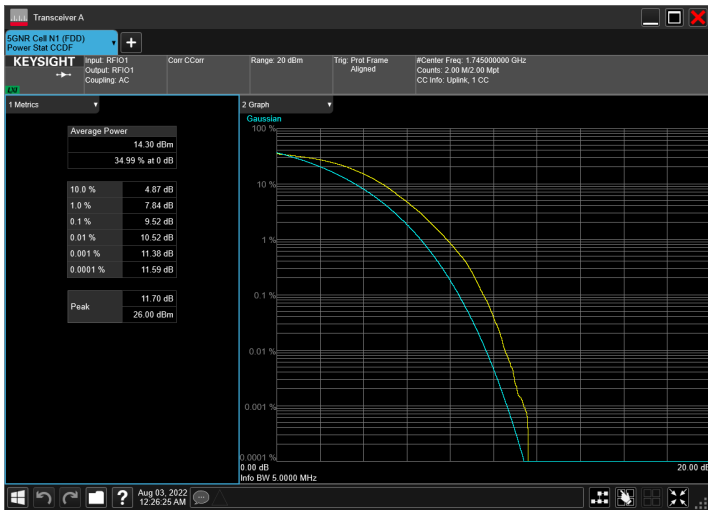 Transceiver A
5GNR Cell N1 (FDD)
Power Stat CCDF
KEYSIGHT
LXI
Input: RFIO1
Output: RFIO1
Coupling: AC
Corr CCorr
Range: 20 dBm
Trig: Prot Frame
Aligned
#Center Freq: 1.745000000 GHz
Counts: 2.00 M/2.00 Mpt
CC Info: Uplink, 1 CC
1 Metrics
Average Power
14.30 dBm
34.99 % at 0 dB
10.0 % 4.87 dB
1.0 % 7.84 dB
0.1 % 9.52 dB
0.01 % 10.52 dB
0.001 % 11.38 dB
0.0001 % 11.59 dB
Peak
11.70 dB
26.00 dBm
2 Graph
Gaussian
100 %
10 %
1 %
0.1 %
0.01 %
0.001 %
0.0001 %
0.00 dB
20.00 dB
Info BW 5.0000 MHz
Aug 03, 2022
12:26:25 AM